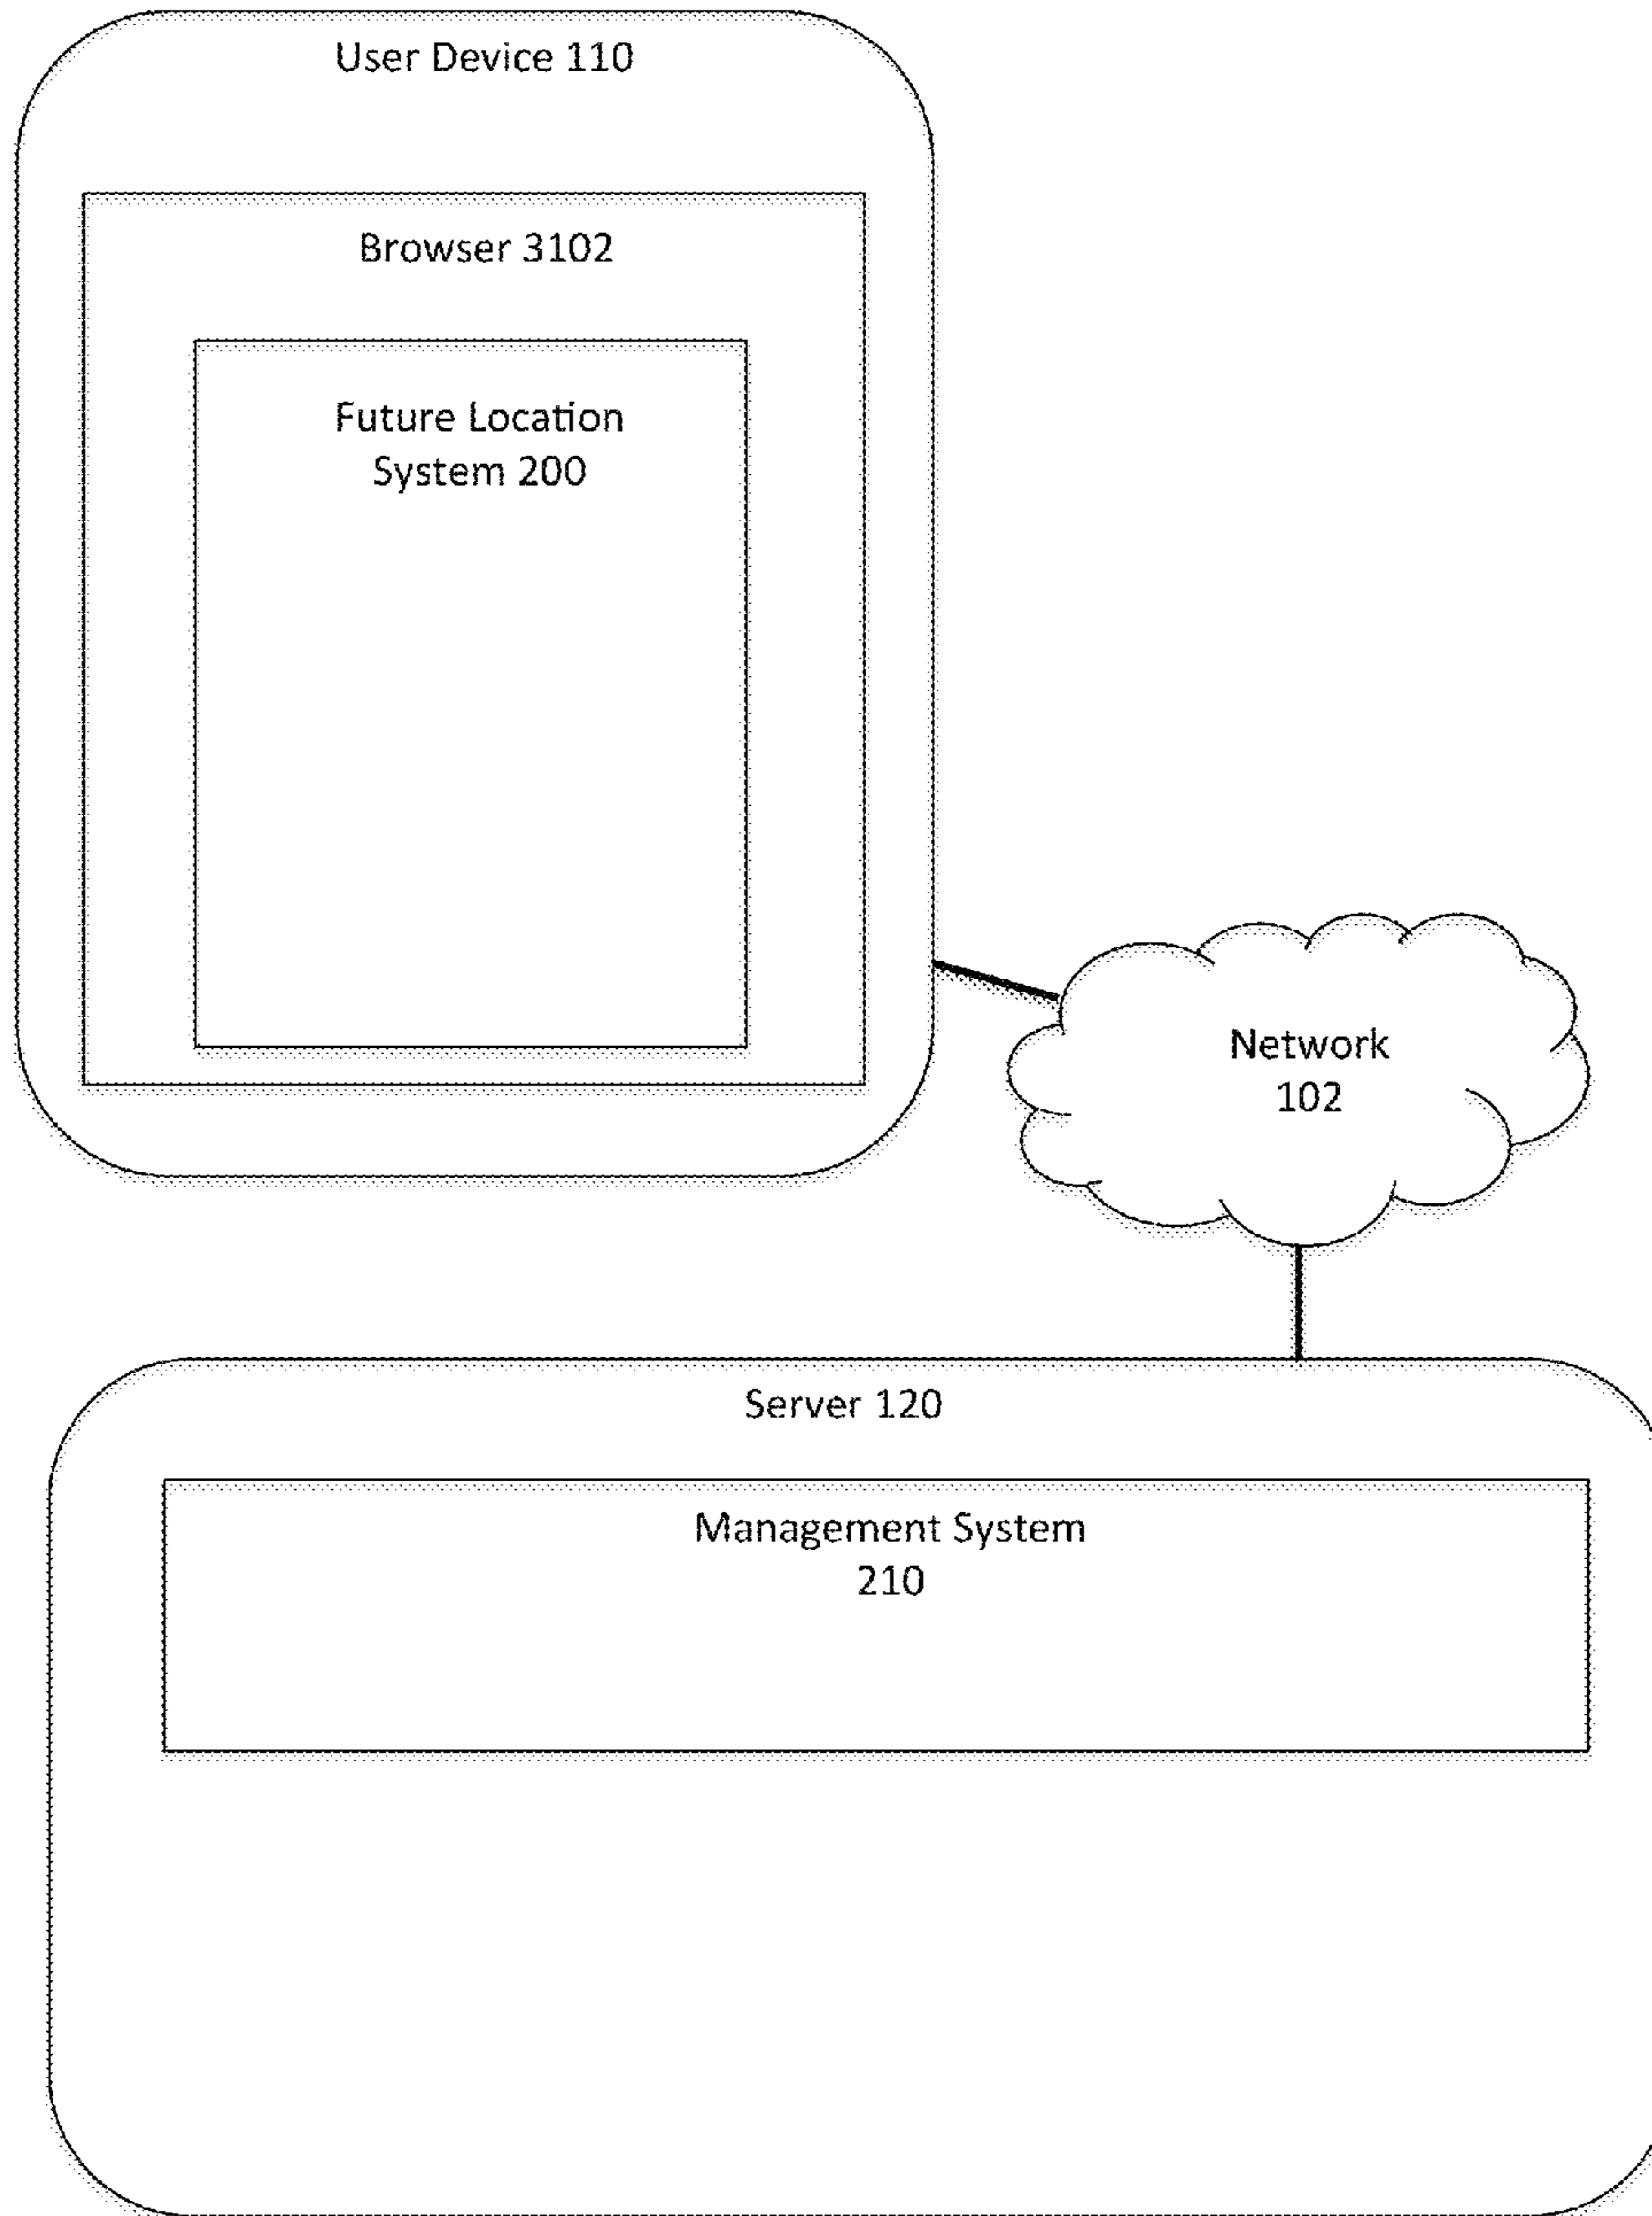 User Device 110
Browser 3102
Future Location
System 200
Network
102
Server 120
Management System
210